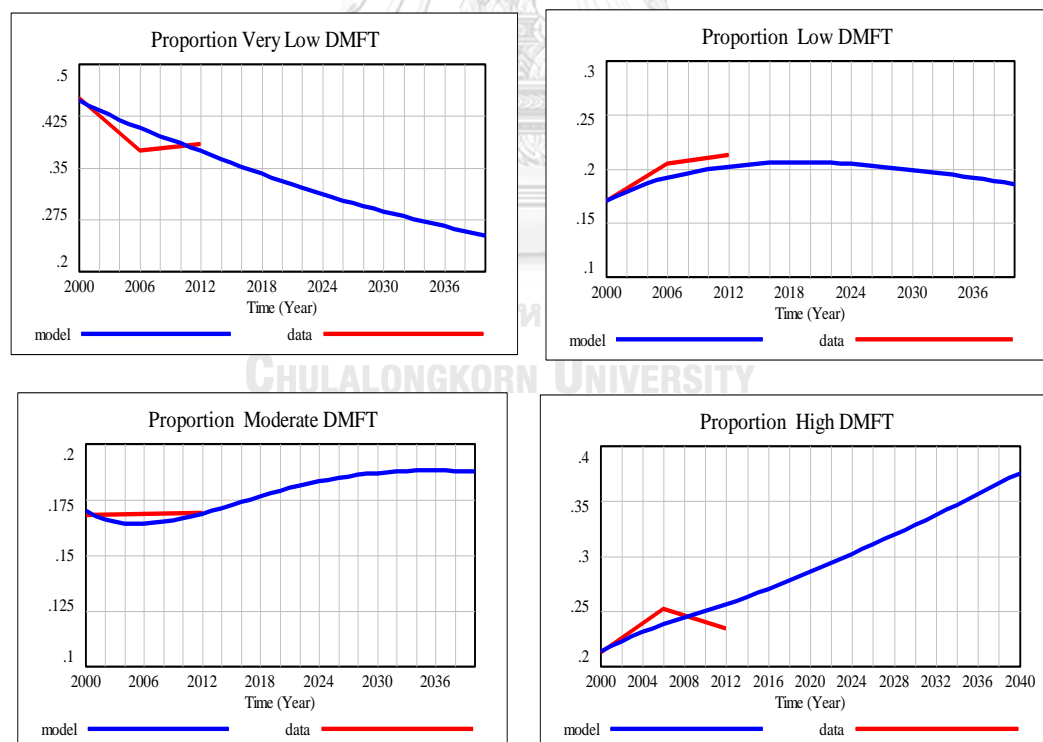 Proportion Very Low DMFT
.5
.425
.35
.275
.2
2000 2006 2012 2018 2024 2030 2036
Time (Year)
model data
Proportion Low DMFT
.3
.25
.2
.15
.1
2000 2006 2012 2018 2024 2030 2036
Time (Year)
model data
CHULALONGKORN UNIVERSITY
Proportion Moderate DMFT
.2
.175
.15
.125
.1
2000 2006 2012 2018 2024 2030 2036
Time (Year)
model data
Proportion High DMFT
.4
.35
.3
.25
.2
2000 2004 2008 2012 2016 2020 2024 2028 2032 2036 2040
Time (Year)
model data